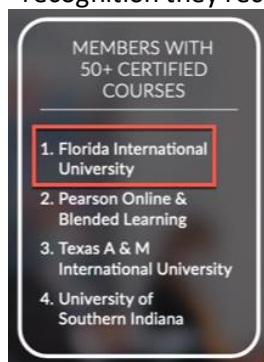 recognition they rec
MEMBERS WITH
50+ CERTIFIED
COURSES
1. Florida International
University
2. Pearson Online &
Blended Learning
3. Texas A & M
International University
4. University of
Southern Indiana